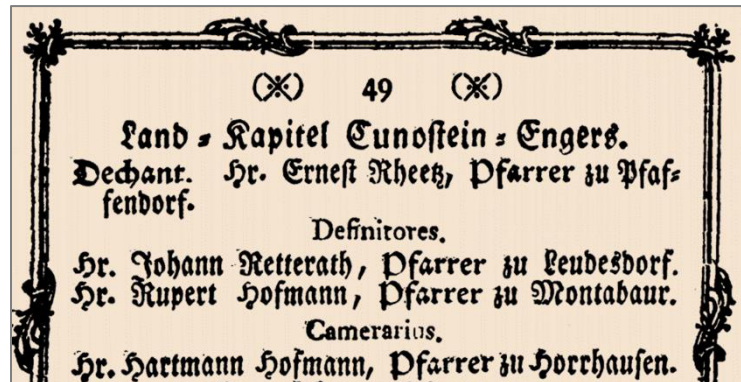 (※) 49 (※)
Land = Kapitel Cunostein = Engers.
Dechant. Hr. Ernest Rheetz, Pfarrer zu Pfaf=
fendorf.
Definitores.
Hr. Johann Retterath, Pfarrer zu Leudesdorf.
Hr. Rupert Hofmann, Pfarrer zu Montabaur.
Camerarius.
Hr. Hartmann Hofmann, Pfarrer zu Horrhausen.